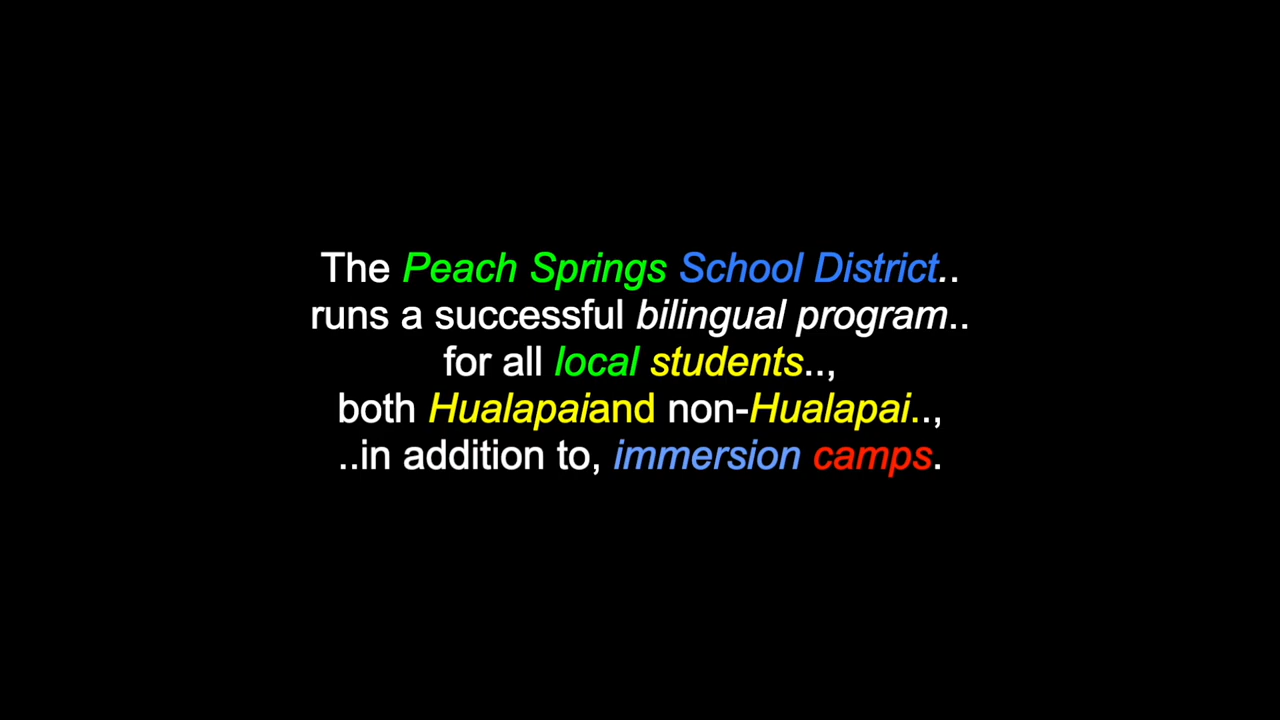 The Peach Springs School District..
runs a successful bilingual program..
for all local students..,
both Hualapaiand non-Hualapai..,
..in addition to, immersion camps.